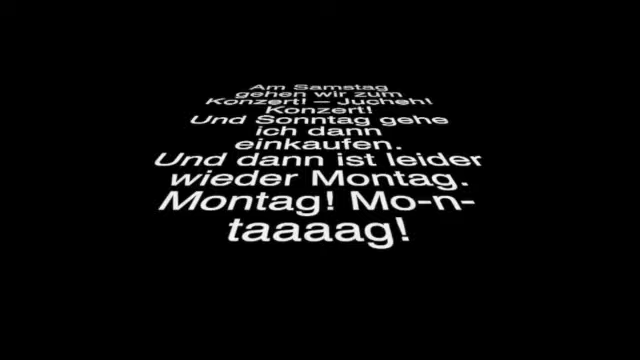 Am Samstag
gehen wir zum
Konzert! – Jucheh!
Konzert!
Und Sonntag gehe
ich dann
einkaufen.
Und dann ist leider
wieder Montag.
Montag! Mo-n-
taaaag!